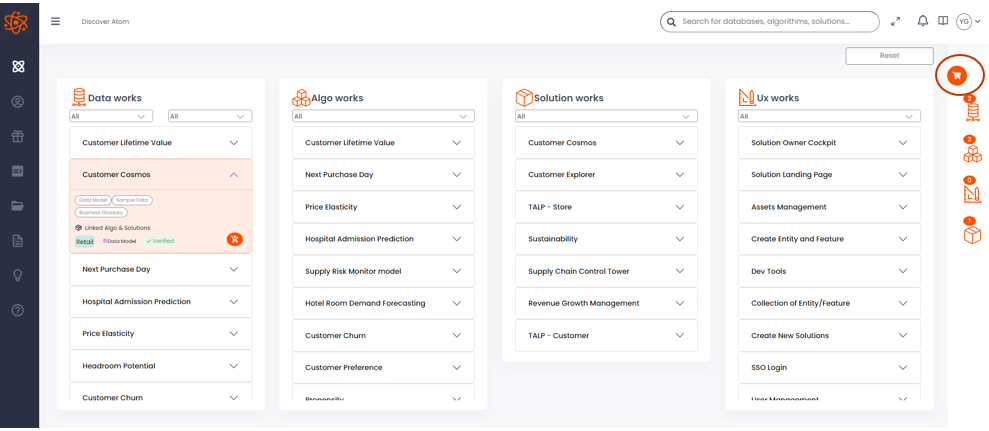 Discover Atom
Search for databases, algorithms, solutions...
YG
Reset
Data works
All
All
Customer Lifetime Value
Customer Cosmos
Data Model
Sample Data
Business Glossary
Linked Algo & Solutions
Retail
Data Model
Verified
Next Purchase Day
Hospital Admission Prediction
Price Elasticity
Headroom Potential
Customer Churn
Algo works
All
Customer Lifetime Value
Next Purchase Day
Price Elasticity
Hospital Admission Prediction
Supply Risk Monitor model
Hotel Room Demand Forecasting
Customer Churn
Customer Preference
Propensity
Solution works
All
Customer Cosmos
Customer Explorer
TALP - Store
Sustainability
Supply Chain Control Tower
Revenue Growth Management
TALP - Customer
Ux works
All
Solution Owner Cockpit
Solution Landing Page
Assets Management
Create Entity and Feature
Dev Tools
Collection of Entity/Feature
Create New Solutions
SSO Login
User Management
2
2
0
1